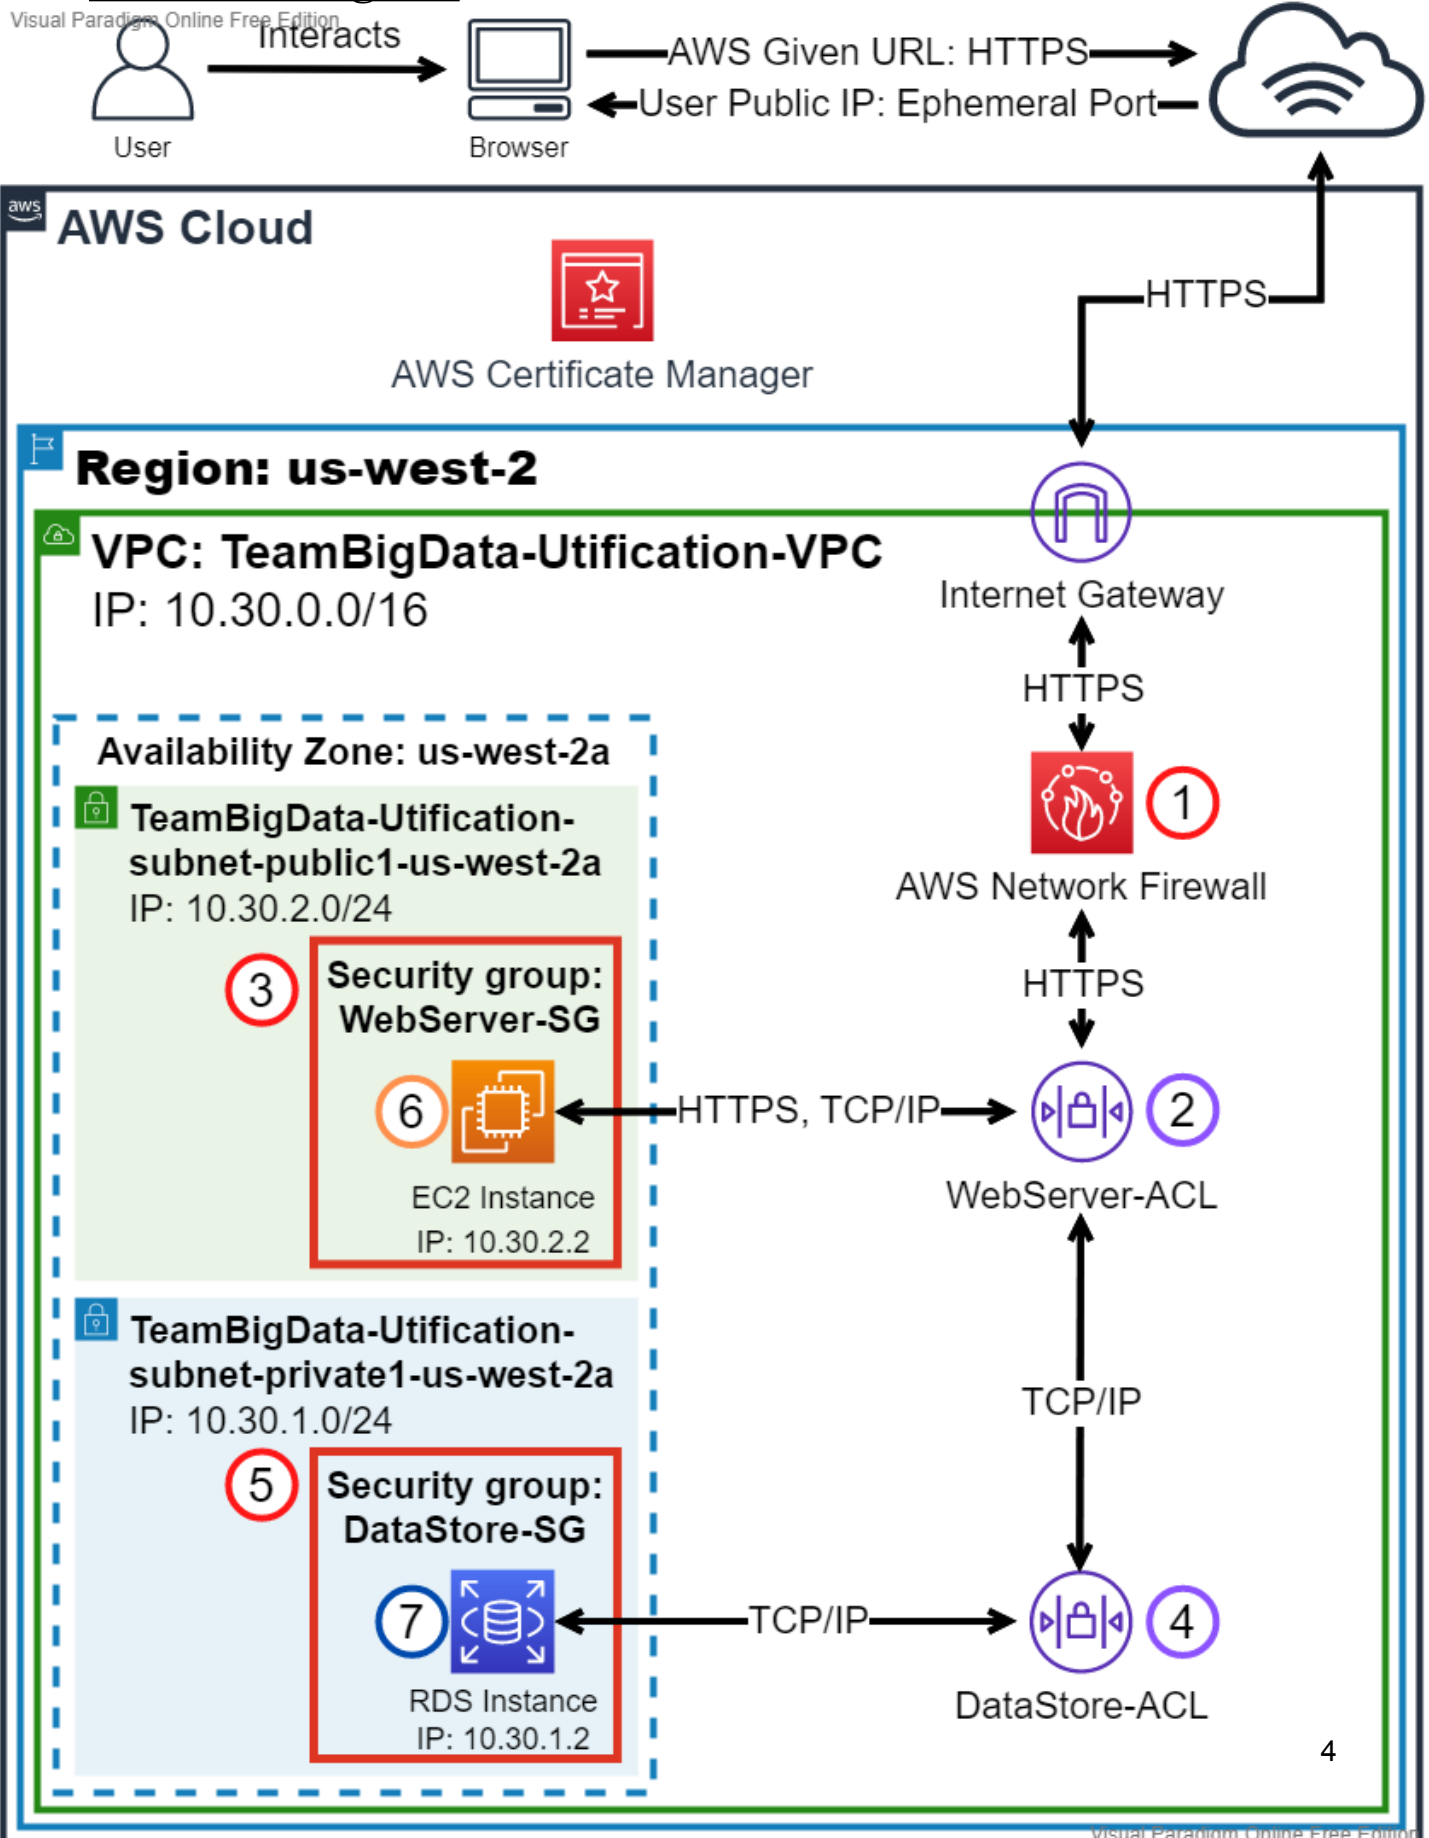 Visual Paradigm Online Free Edition
Interacts
AWS Given URL: HTTPS
User Public IP: Ephemeral Port
User
Browser
aws
AWS Cloud
HTTPS
AWS Certificate Manager
Region: us-west-2
VPC: TeamBigData-Utification-VPC
IP: 10.30.0.0/16
Internet Gateway
HTTPS
Availability Zone: us-west-2a
1
TeamBigData-Utification-
subnet-public1-us-west-2a
IP: 10.30.2.0/24
AWS Network Firewall
3
Security group:
WebServer-SG
HTTPS
6
HTTPS, TCP/IP
2
EC2 Instance
IP: 10.30.2.2
WebServer-ACL
TeamBigData-Utification-
subnet-private1-us-west-2a
IP: 10.30.1.0/24
TCP/IP
5
Security group:
DataStore-SG
7
TCP/IP
4
RDS Instance
IP: 10.30.1.2
DataStore-ACL
4
Visual Paradigm Online Free Edition